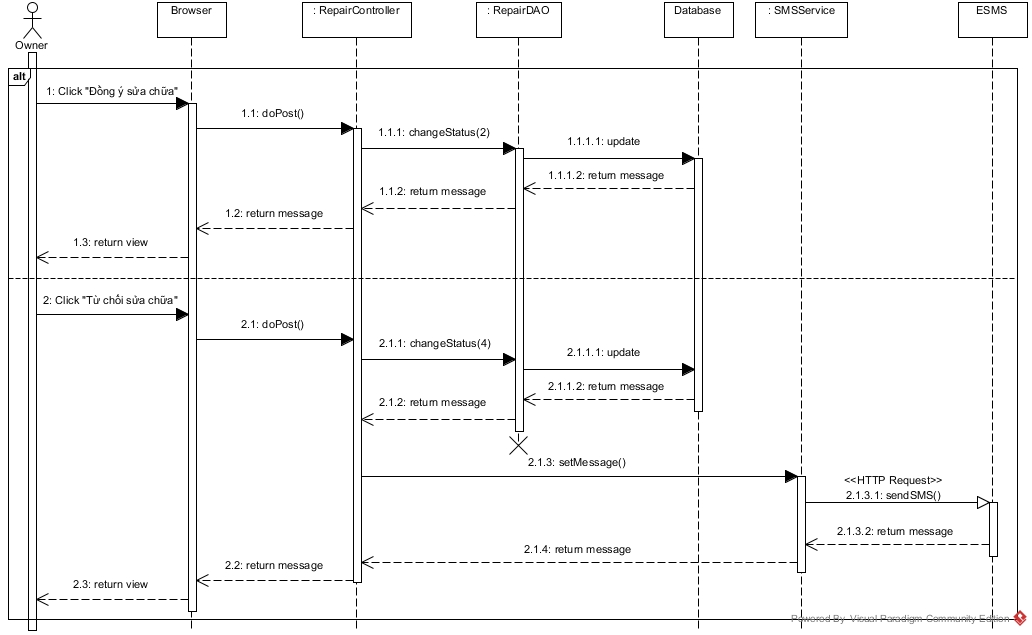 Browser
: RepairController
: RepairDAO
Database
: SMSService
ESMS
Owner
alt
1: Click "Đồng ý sửa chữa"
1.1: doPost()
1.1.1: changeStatus(2)
1.1.1.1: update
1.1.1.2: return message
1.1.2: return message
1.2: return message
1.3: return view
2: Click "Từ chối sửa chữa"
2.1: doPost()
2.1.1: changeStatus(4)
2.1.1.1: update
2.1.1.2: return message
2.1.2: return message
2.1.3: setMessage()
<<HTTP Request>>
2.1.3.1: sendSMS()
2.1.3.2: return message
2.1.4: return message
2.2: return message
2.3: return view
Powered By Visual Paradigm Community Edition